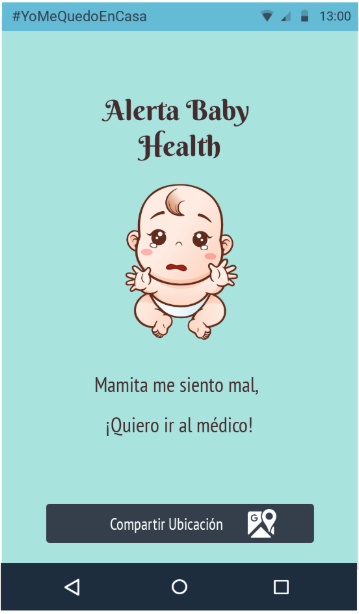 #YoMeQuedoEnCasa 13:00
Alerta Baby
Health
Mamita me siento mal,
¡Quiero ir al médico!
Compartir Ubicación G